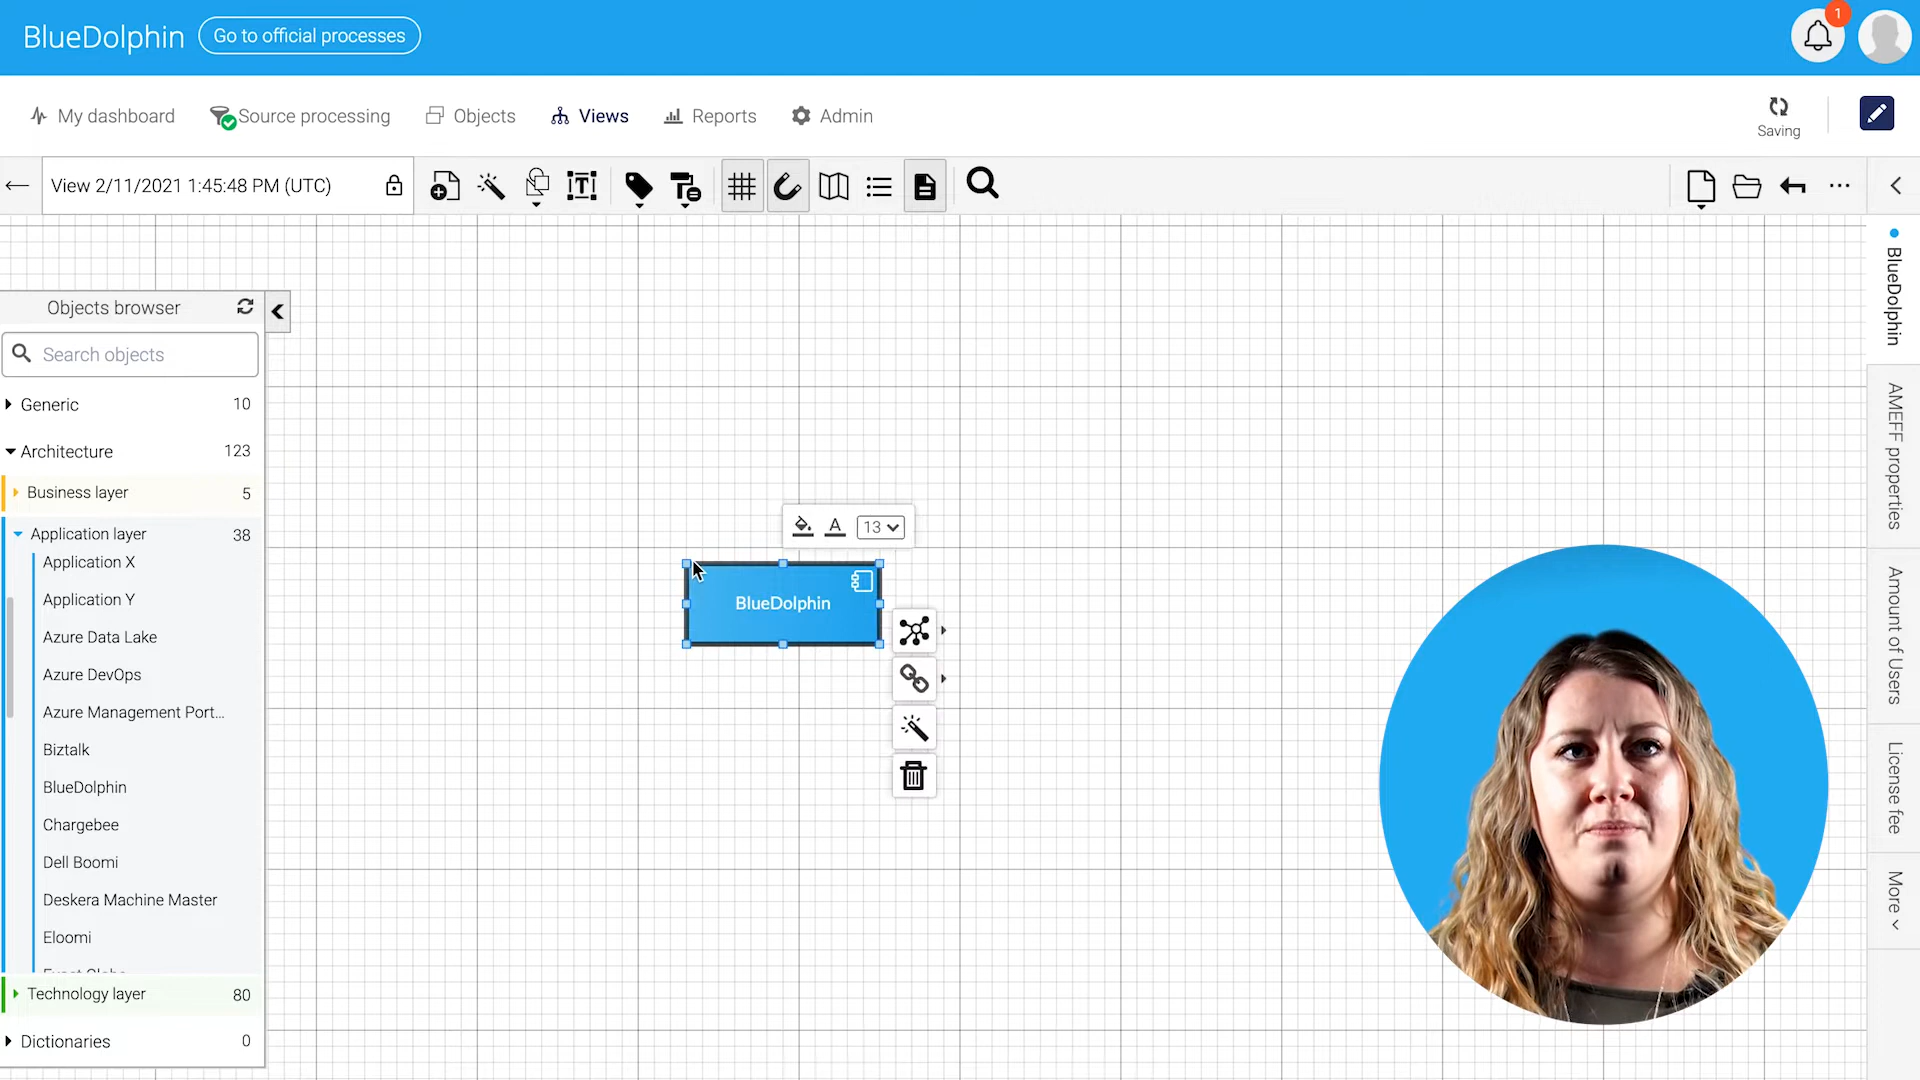 BlueDolphin
Go to official processes
1
My dashboard
Source processing
Objects
Views
Reports
Admin
Saving
View 2/11/2021 1:45:48 PM (UTC)
Objects browser
Search objects
Generic 10
Architecture 123
Business layer 5
Application layer 38
Application X
Application Y
Azure Data Lake
Azure DevOps
Azure Management Port...
Biztalk
BlueDolphin
Chargebee
Dell Boomi
Deskera Machine Master
Eloomi
Technology layer 80
Dictionaries 0
A 13
BlueDolphin
BlueDolphin
AMEFF properties
Amount of Users
License fee
More